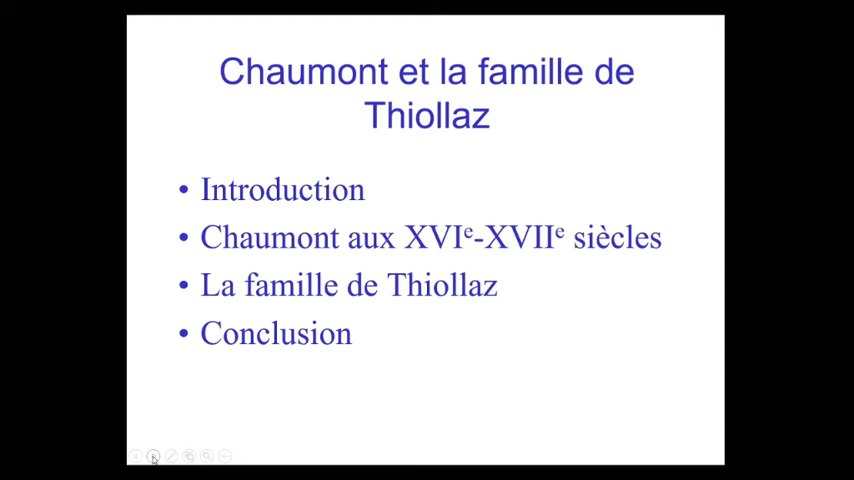 Chaumont et la famille de
Thiollaz
• Introduction
• Chaumont aux XVIᵉ-XVIIᵉ siècles
• La famille de Thiollaz
• Conclusion